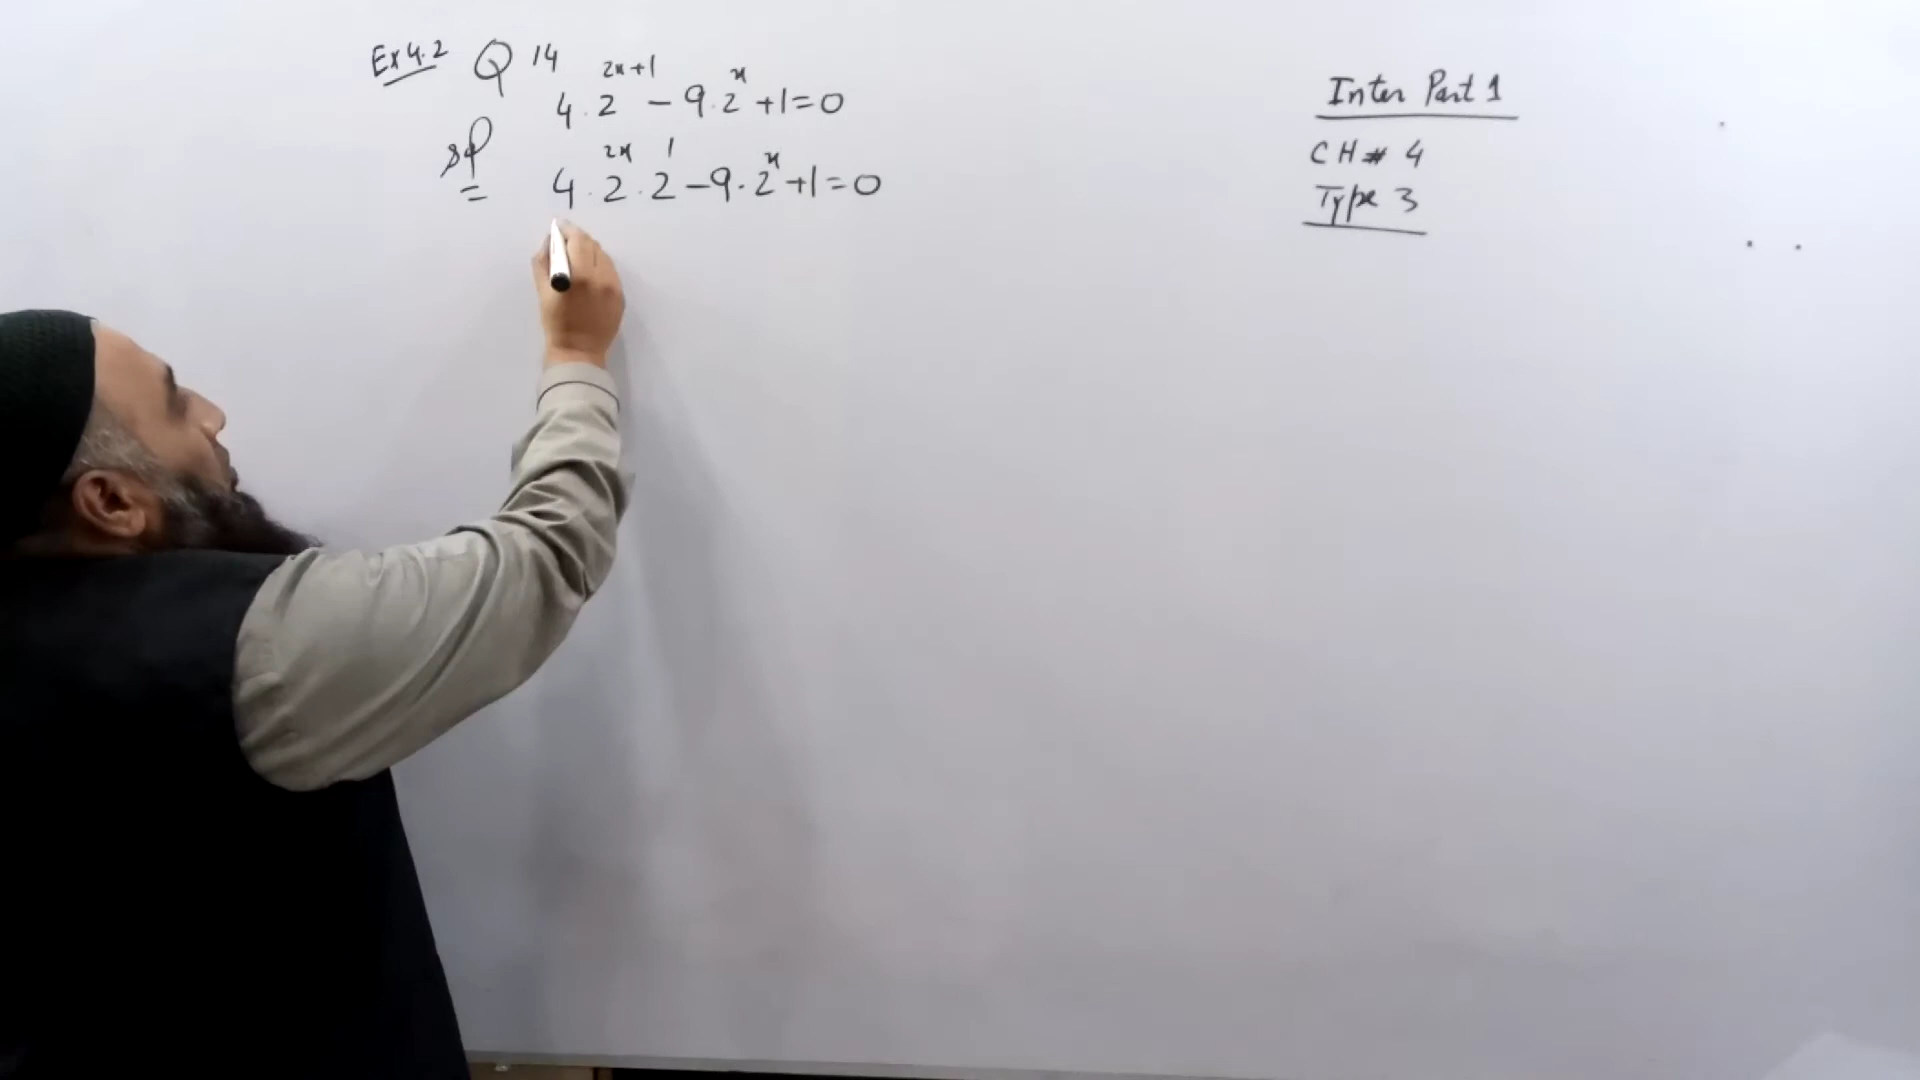 Ex 4.2 Q 14
4 . 2^{2x+1} - 9 . 2^x + 1 = 0
Sol 4 . 2^{2x} . 2^1 - 9 . 2^x + 1 = 0
Inter Part 1
CH # 4
Type 3